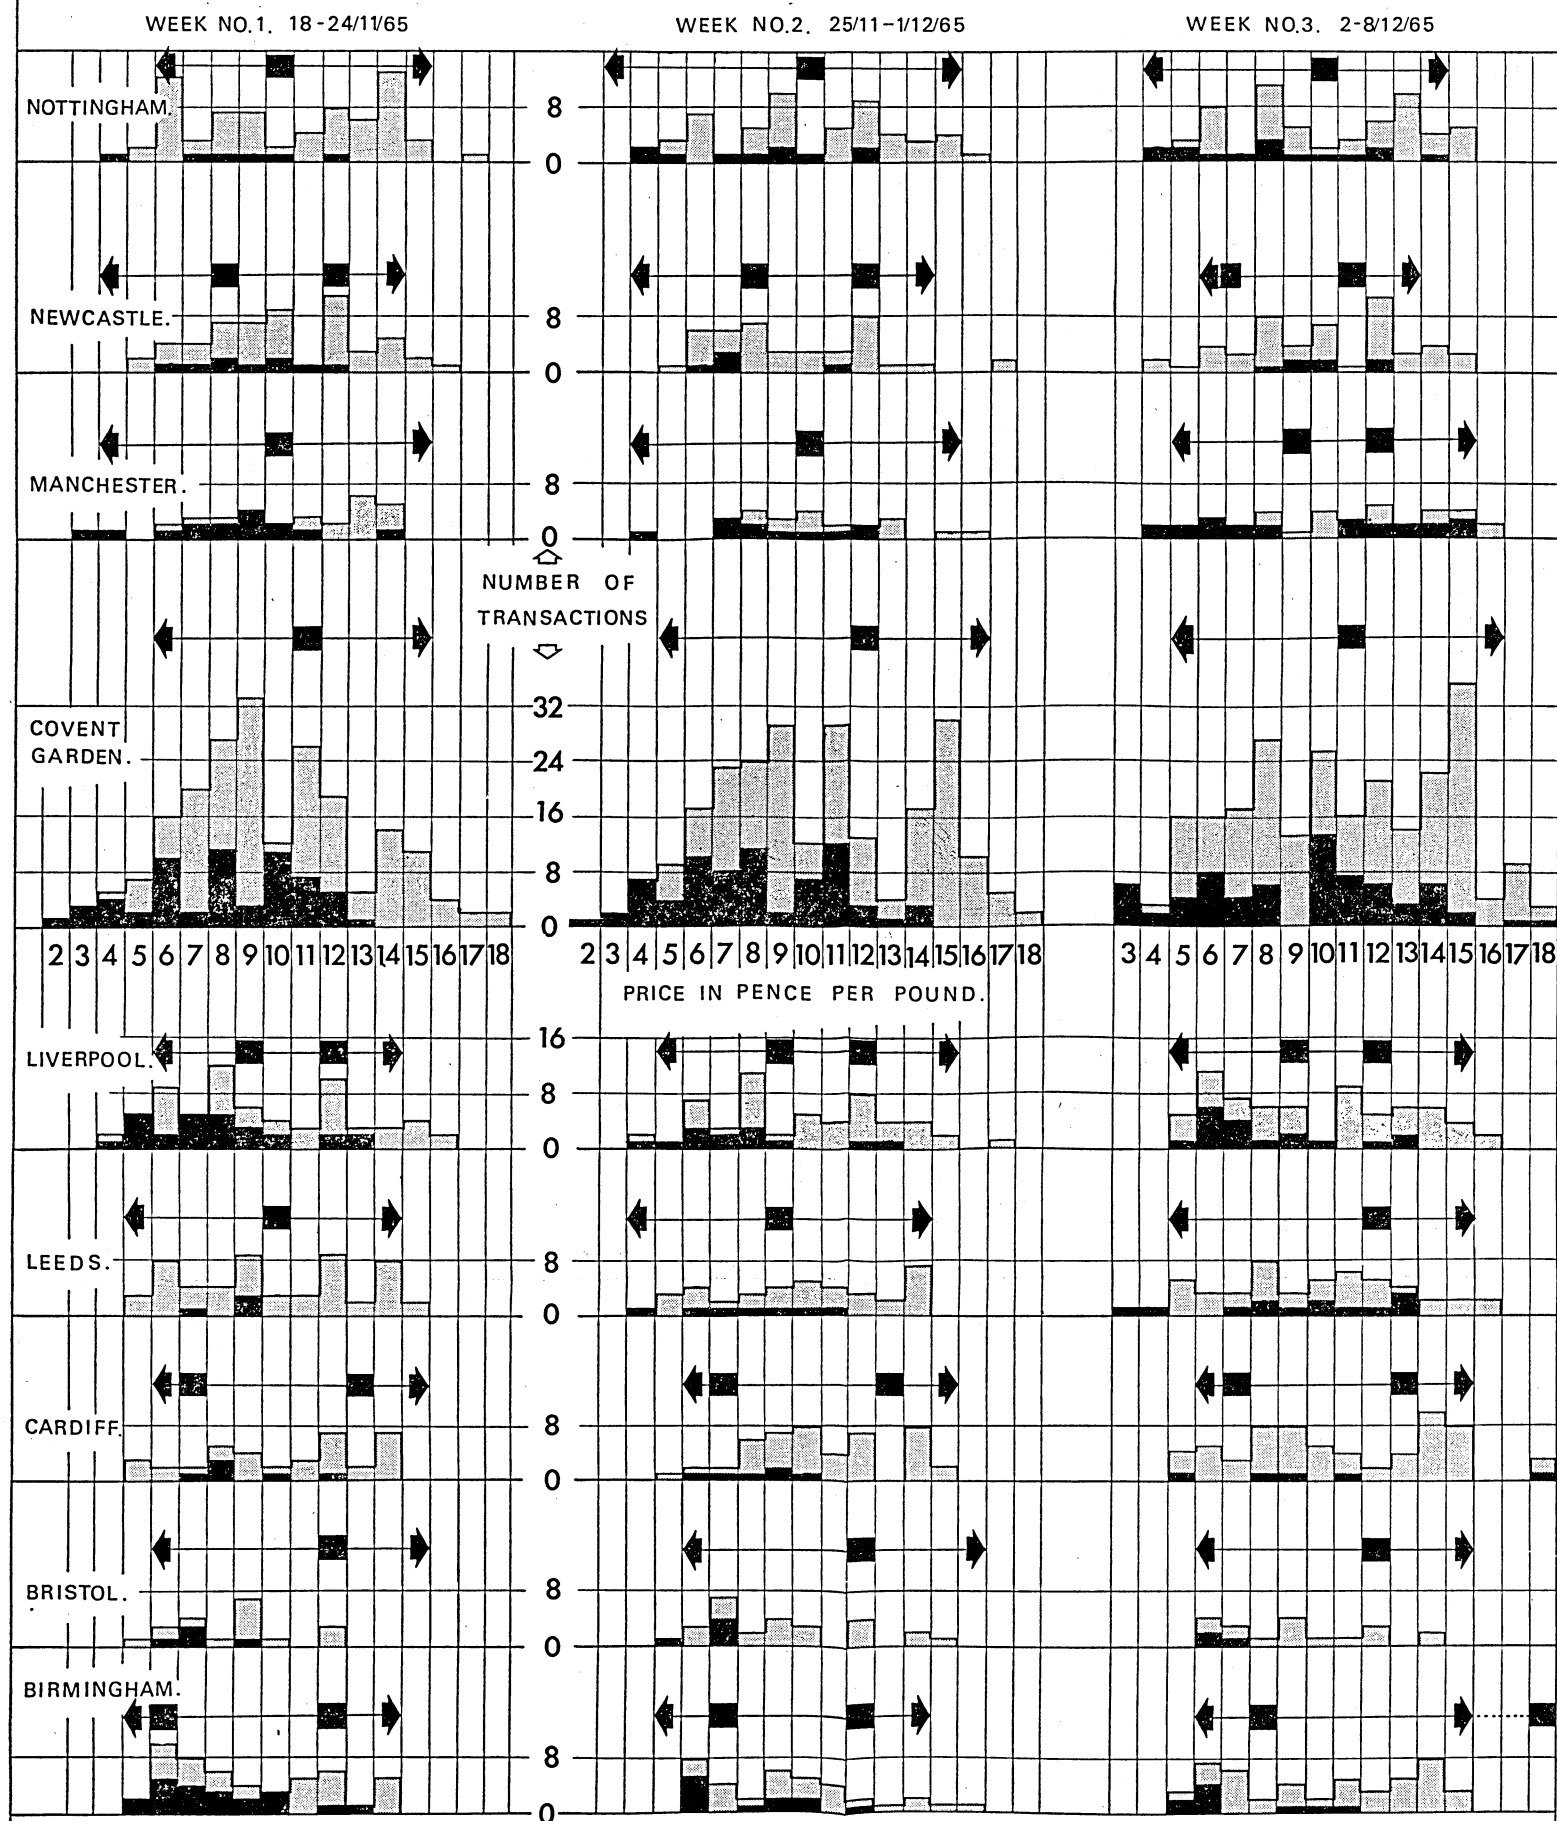 WEEK NO.1. 18-24/11/65
WEEK NO.2. 25/11-1/12/65
WEEK NO.3. 2-8/12/65
NOTTINGHAM.
8
0
NEWCASTLE.
8
0
MANCHESTER.
8
0
NUMBER OF
TRANSACTIONS
COVENT
GARDEN.
32
24
16
8
0
2 3 4 5 6 7 8 9 10 11 12 13 14 15 16 17 18
2 3 4 5 6 7 8 9 10 11 12 13 14 15 16 17 18
3 4 5 6 7 8 9 10 11 12 13 14 15 16 17 18
PRICE IN PENCE PER POUND.
LIVERPOOL.
16
8
0
LEEDS.
8
0
CARDIFF.
8
0
BRISTOL.
8
0
BIRMINGHAM.
8
0